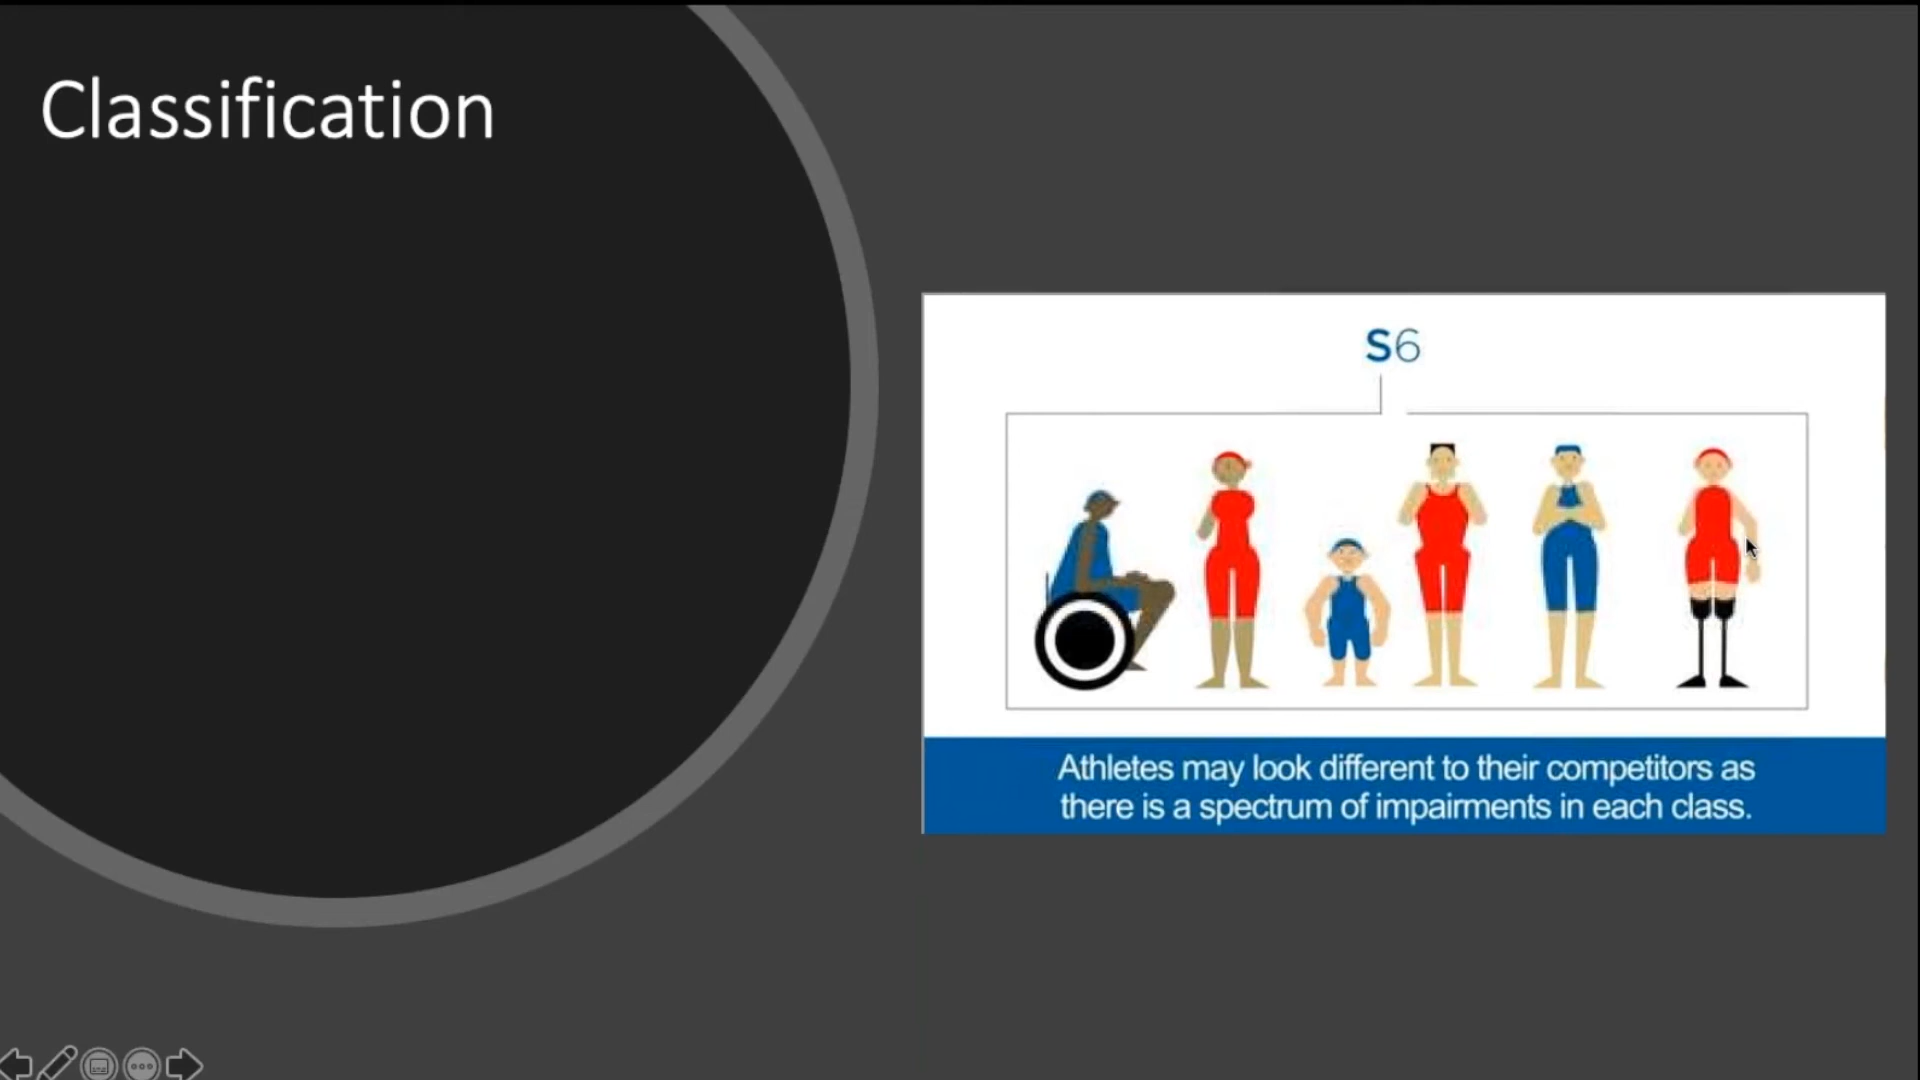 Classification
S6
Athletes may look different to their competitors as
there is a spectrum of impairments in each class.